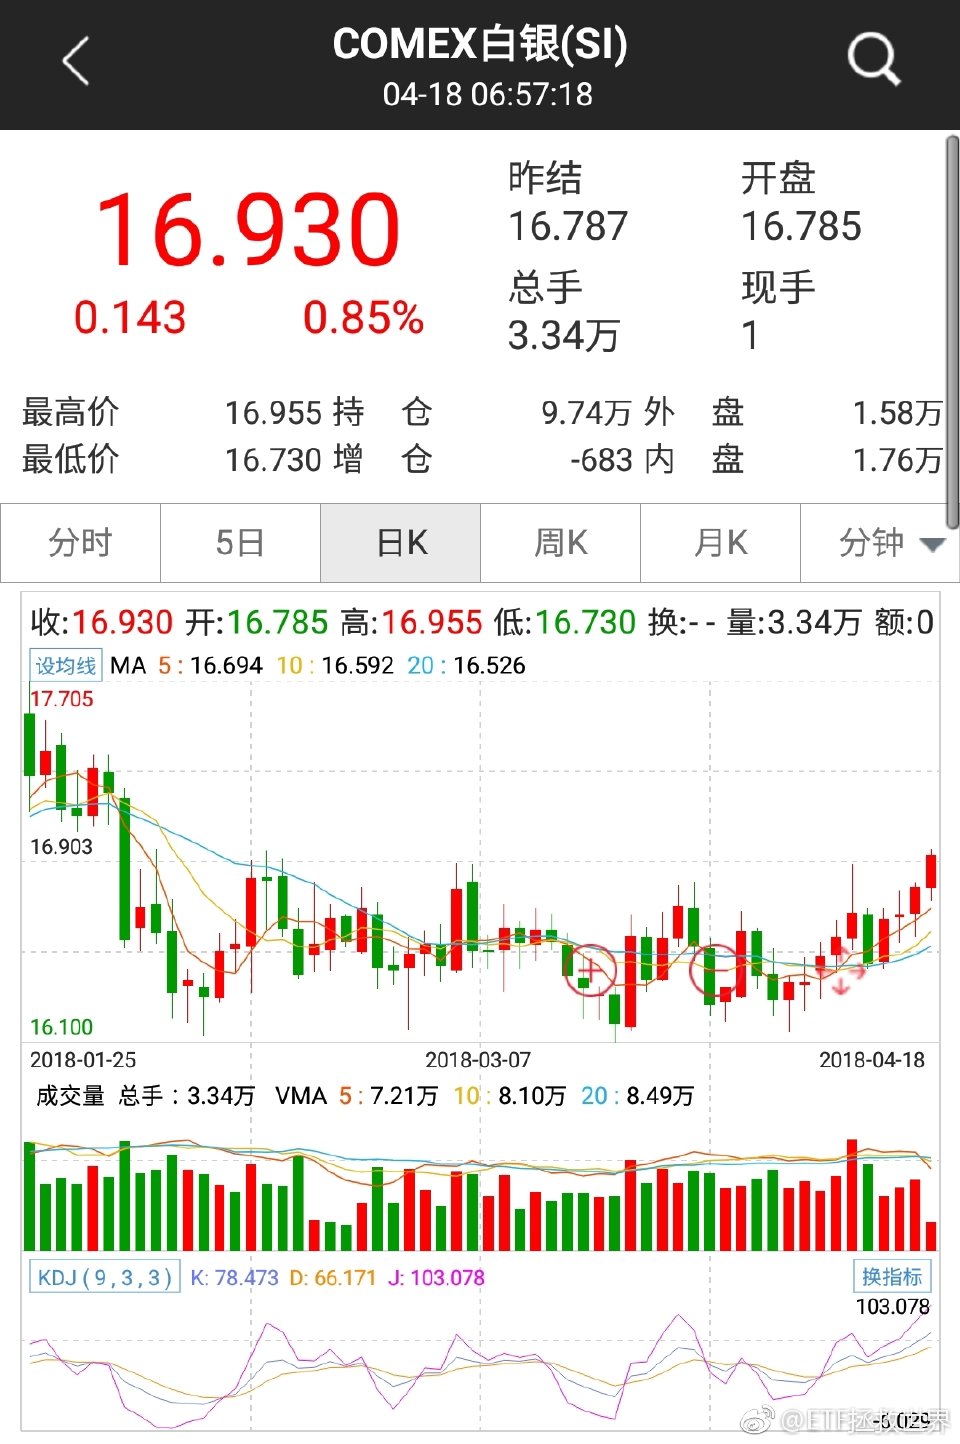 COMEX白银(SI)
04-18 06:57:18
昨结 开盘
16.930 16.787 16.785
总手 现手
0.143 0.85% 3.34万 1
最高价 16.955 持 仓 9.74万 外 盘 1.58万
最低价 16.730 增 仓 -683 内 盘 1.76万
分时 5日 日K 周K 月K 分钟
收:16.930 开:16.785 高:16.955 低:16.730 换:-- 量:3.34万 额:0
设均线 MA 5:16.694 10:16.592 20:16.526
17.705
16.903
16.100
2018-01-25 2018-03-07 2018-04-18
成交量 总手:3.34万 VMA 5:7.21万 10:8.10万 20:8.49万
KDJ(9,3,3) K:78.473 D:66.171 J:103.078 换指标
103.078
-6.029
@ETF拯救世界